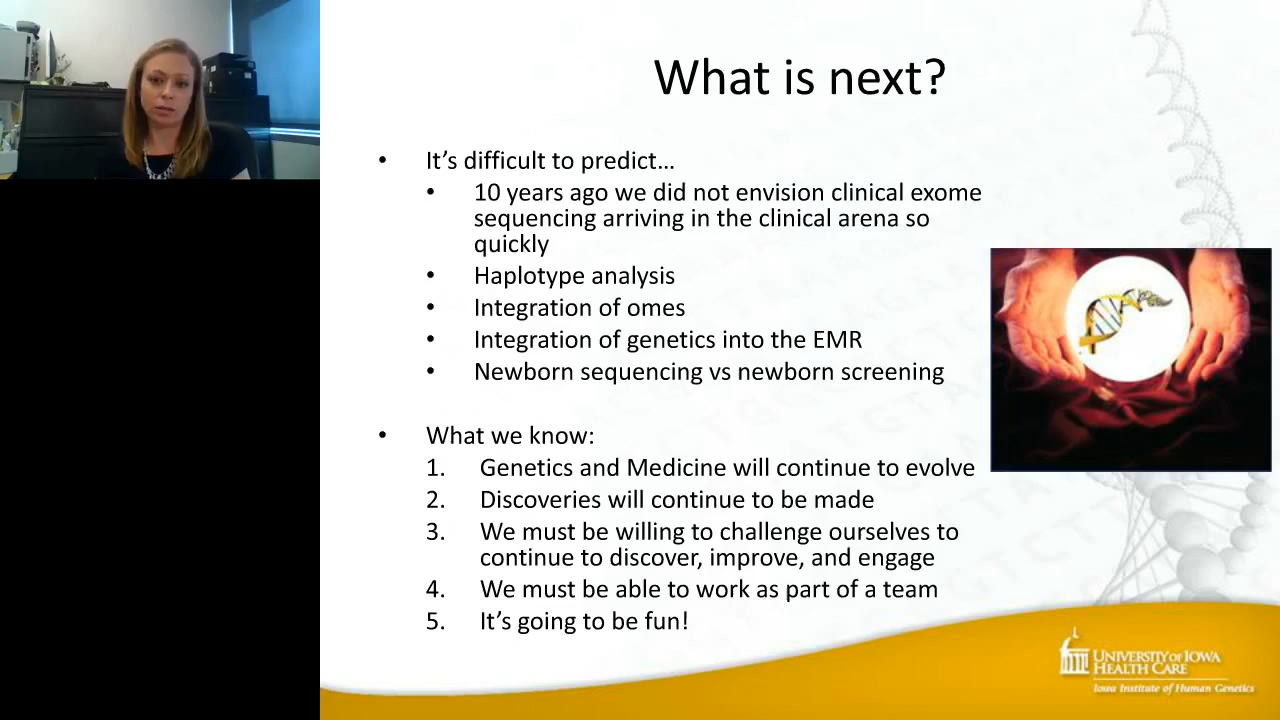 What is next?
• It’s difficult to predict…
• 10 years ago we did not envision clinical exome
sequencing arriving in the clinical arena so
quickly
• Haplotype analysis
• Integration of omes
• Integration of genetics into the EMR
• Newborn sequencing vs newborn screening
• What we know:
1. Genetics and Medicine will continue to evolve
2. Discoveries will continue to be made
3. We must be willing to challenge ourselves to
continue to discover, improve, and engage
4. We must be able to work as part of a team
5. It’s going to be fun!
UNIVERSITY OF IOWA
HEALTH CARE
Iowa Institute of Human Genetics